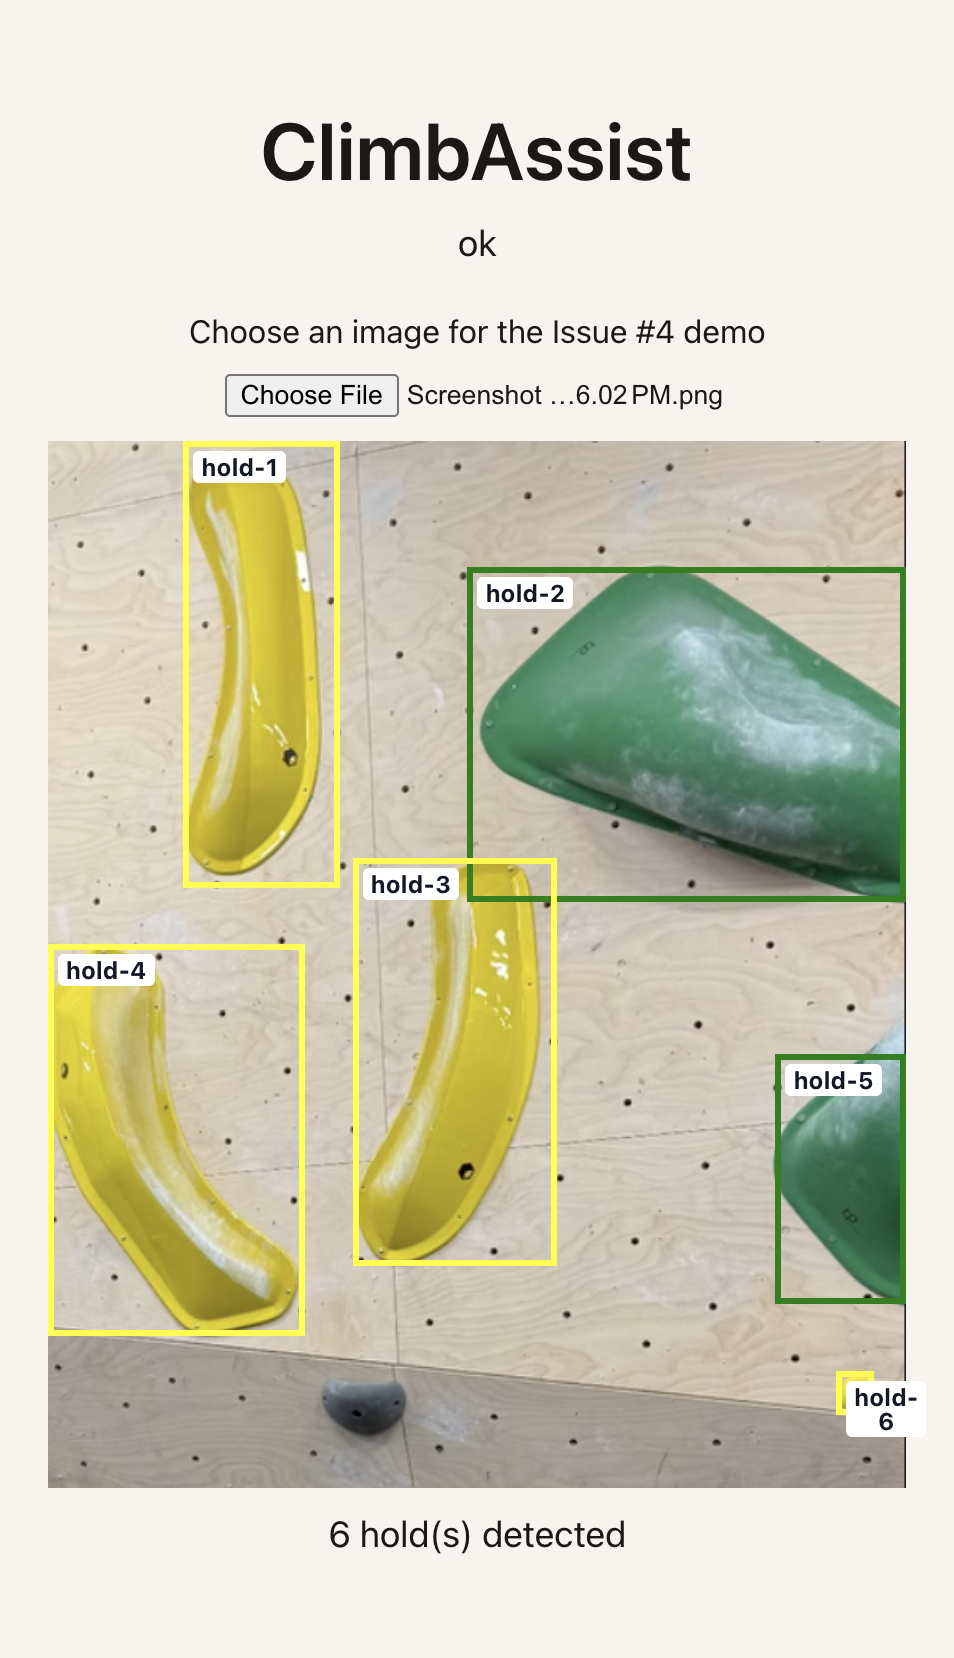 ClimbAssist
ok
Choose an image for the Issue #4 demo
Choose File Screenshot ...6.02 PM.png
hold-1
hold-2
hold-3
hold-4
hold-5
hold-
6
6 hold(s) detected